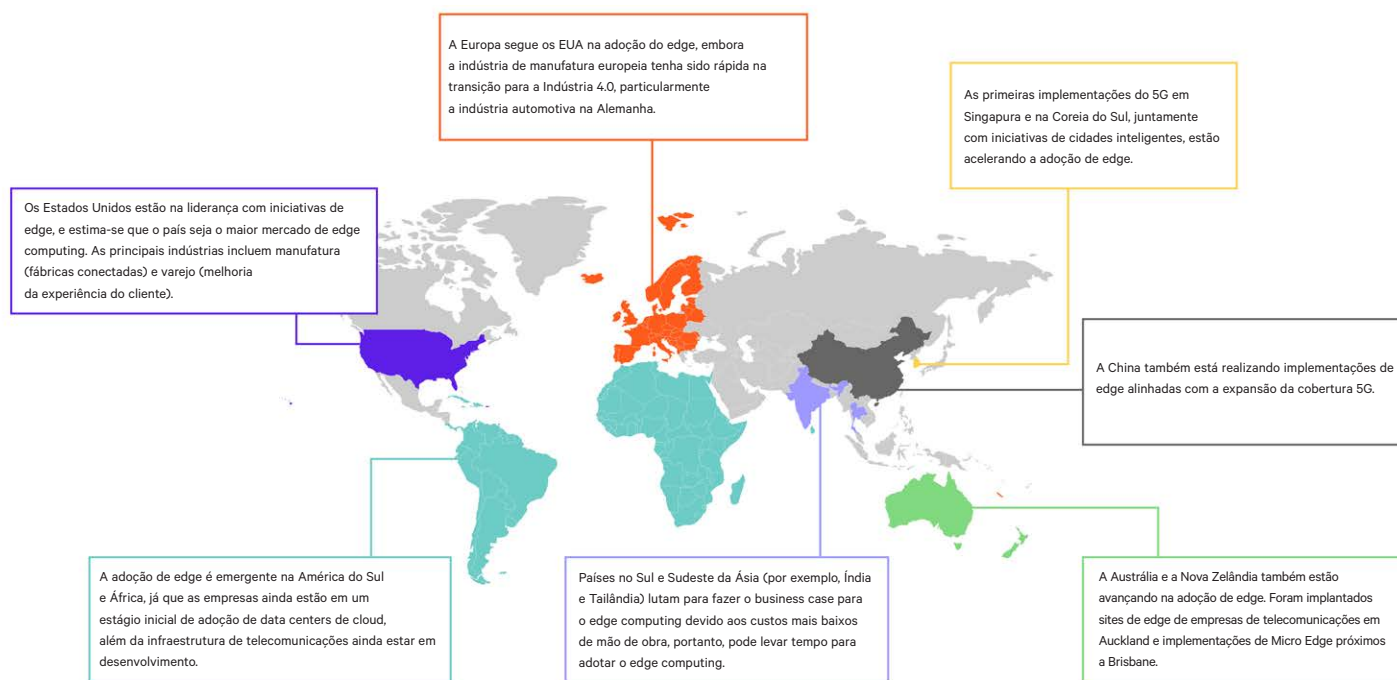 A Europa segue os EUA na adoção do edge, embora
a indústria de manufatura europeia tenha sido rápida na
transição para a Indústria 4.0, particularmente
a indústria automotiva na Alemanha.
As primeiras implementações do 5G em
Singapura e na Coreia do Sul, juntamente
com iniciativas de cidades inteligentes, estão
acelerando a adoção de edge.
Os Estados Unidos estão na liderança com iniciativas de
edge, e estima-se que o país seja o maior mercado de edge
computing. As principais indústrias incluem manufatura
(fábricas conectadas) e varejo (melhoria
da experiência do cliente).
A China também está realizando implementações de
edge alinhadas com a expansão da cobertura 5G.
A adoção de edge é emergente na América do Sul
e África, já que as empresas ainda estão em um
estágio inicial de adoção de data centers de cloud,
além da infraestrutura de telecomunicações ainda estar em
desenvolvimento.
Países no Sul e Sudeste da Ásia (por exemplo, Índia
e Tailândia) lutam para fazer o business case para
o edge computing devido aos custos mais baixos
de mão de obra, portanto, pode levar tempo para
adotar o edge computing.
A Austrália e a Nova Zelândia também estão
avançando na adoção de edge. Foram implantados
sites de edge de empresas de telecomunicações em
Auckland e implementações de Micro Edge próximos
a Brisbane.